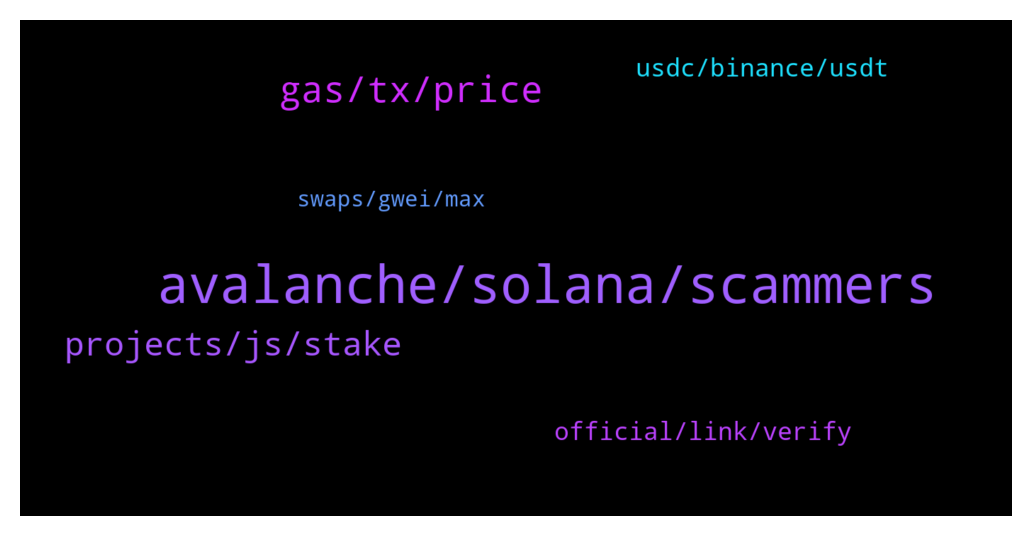 usdc/binance/usdt
gas/tx/price
swaps/gwei/max
avalanche/solana/scammers
projects/js/stake
official/link/verify